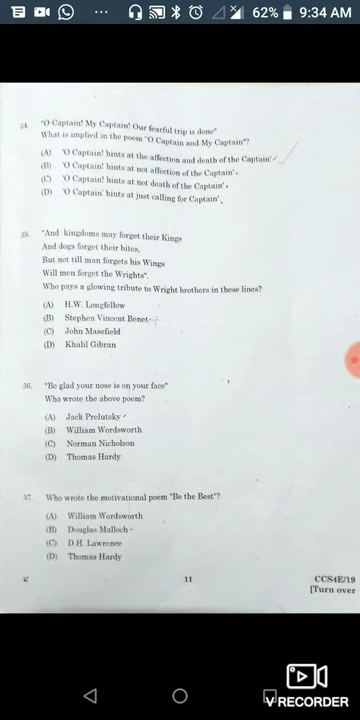 62% 9:34 AM
34. "O Captain! My Captain! Our fearful trip is done"
What is implied in the poem "O Captain and My Captain"?
(A) 'O Captain! hints at the affection and death of the Captain'
(B) 'O Captain! hints at not affection of the Captain'
(C) 'O Captain! hints at not death of the Captain'
(D) 'O Captain' hints at just calling for Captain'
35. "And kingdoms may forget their Kings
And dogs forget their bites,
But not till man forgets his Wings
Will men forget the Wrights".
Who pays a glowing tribute to Wright brothers in these lines?
(A) H.W. Longfellow
(B) Stephen Vincent Benet
(C) John Masefield
(D) Khalil Gibran
36. "Be glad your nose is on your face"
Who wrote the above poem?
(A) Jack Prelutsky
(B) William Wordsworth
(C) Norman Nicholson
(D) Thomas Hardy
37. Who wrote the motivational poem "Be the Best"?
(A) William Wordsworth
(B) Douglas Malloch
(C) D.H. Lawrence
(D) Thomas Hardy
11 CCS4E/19
[Turn over
V RECORDER